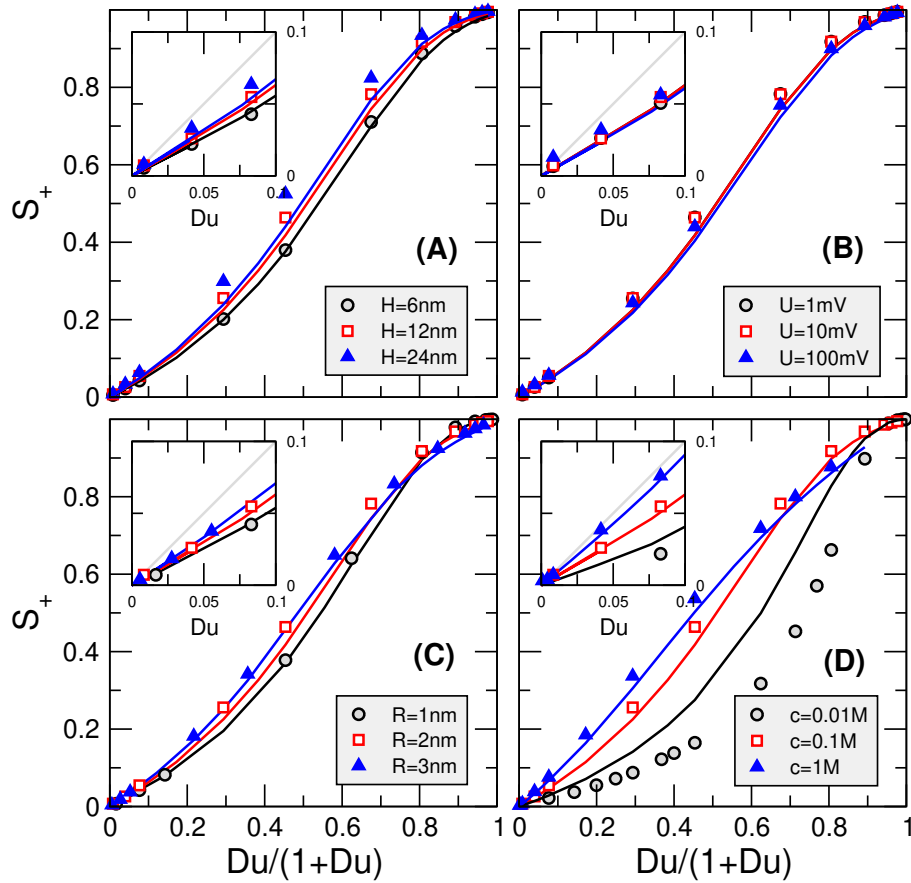 1
0.8
0.6
0.4
0.2
0
S+
0.1
0
0
0.05
0.1
Du
(A)
H=6nm
H=12nm
H=24nm
0.1
0
0
0.05
0.1
Du
(B)
U=1mV
U=10mV
U=100mV
1
0.8
0.6
0.4
0.2
0
S+
0.1
0
0
0.05
0.1
Du
(C)
R=1nm
R=2nm
R=3nm
0 0.2 0.4 0.6 0.8 1
Du/(1+Du)
0.1
0
0
0.05
0.1
Du
(D)
c=0.01M
c=0.1M
c=1M
0 0.2 0.4 0.6 0.8 1
Du/(1+Du)